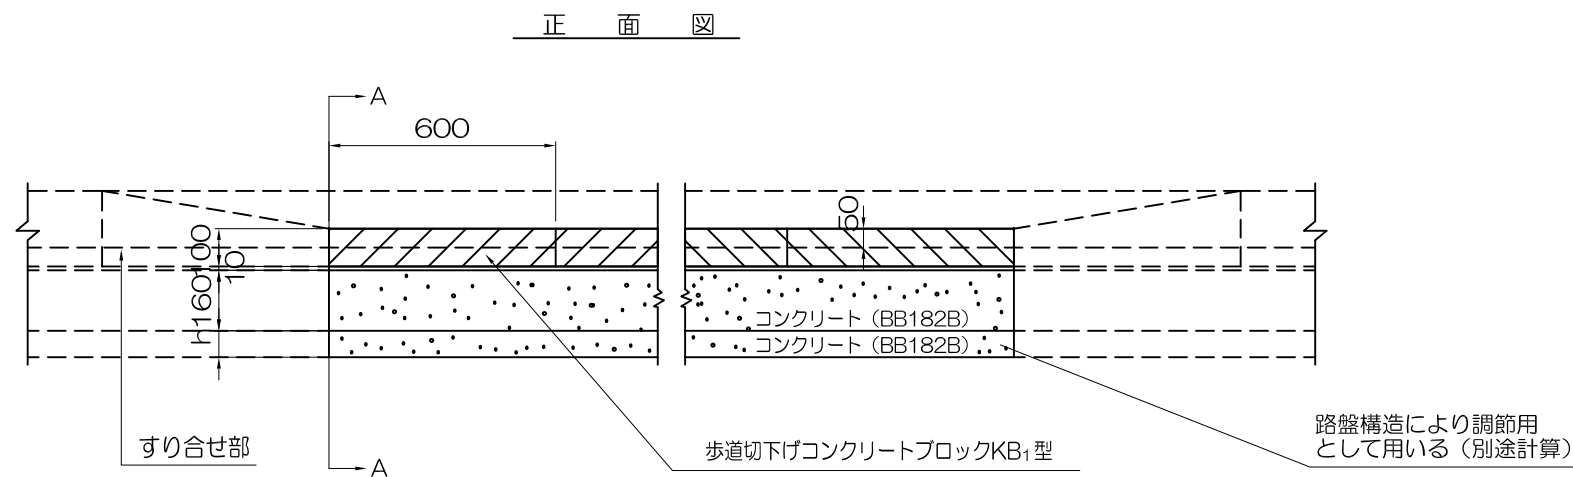 正面図
A
600
50
100
10
160
h
コンクリート（BB182B）
コンクリート（BB182B）
すり合せ部
A
歩道切下げコンクリートブロックKB₁型
路盤構造により調節用
として用いる（別途計算）